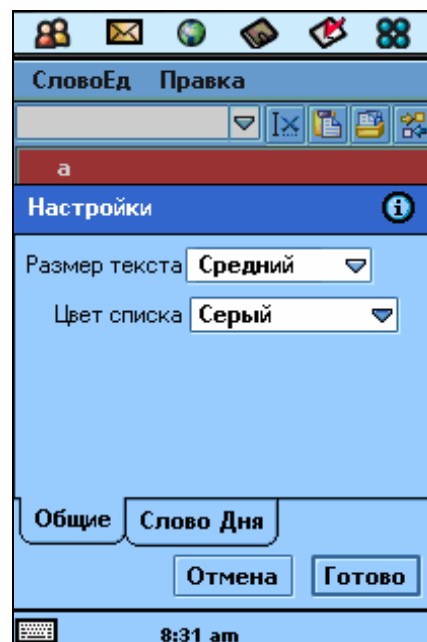 СловоЕд Правка
а
Настройки
Размер текста Средний
Цвет списка Серый
Общие Слово Дня
Отмена Готово
8:31 am